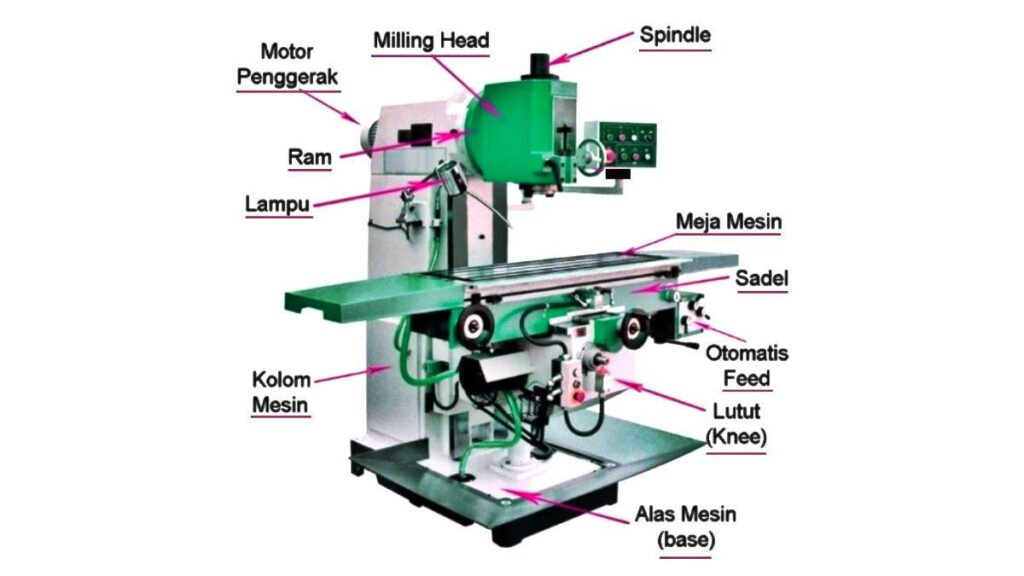 Milling Head
Spindle
Motor
Penggerak
Ram
Lampu
Meja Mesin
Sadel
Otomatis
Feed
Kolom
Mesin
Lutut
(Knee)
Alas Mesin
(base)